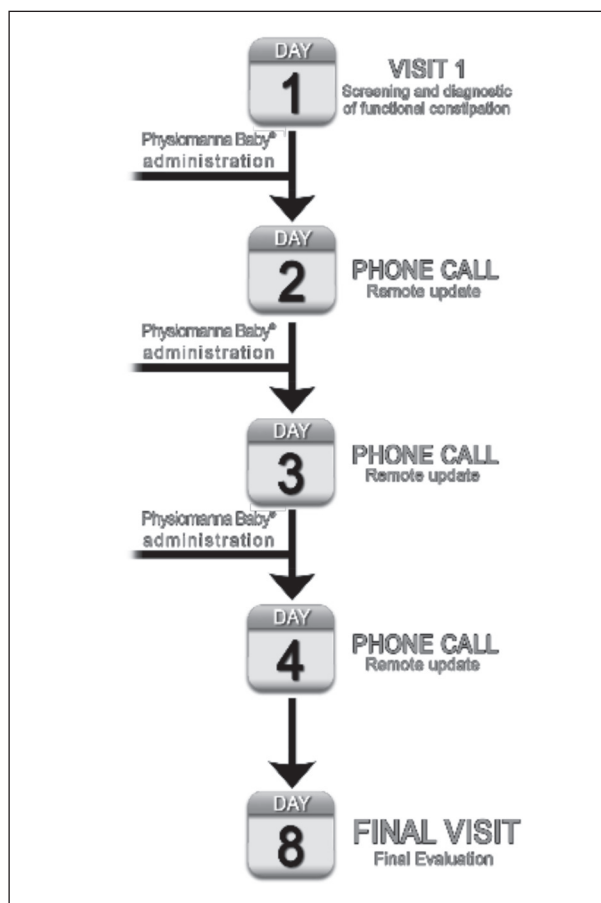 DAY
1
VISIT 1
Screening and diagnostic
of functional constipation
Physiomanna Baby®
administration
DAY
2
PHONE CALL
Remote update
Physiomanna Baby®
administration
DAY
3
PHONE CALL
Remote update
Physiomanna Baby®
administration
DAY
4
PHONE CALL
Remote update
DAY
8
FINAL VISIT
Final Evaluation